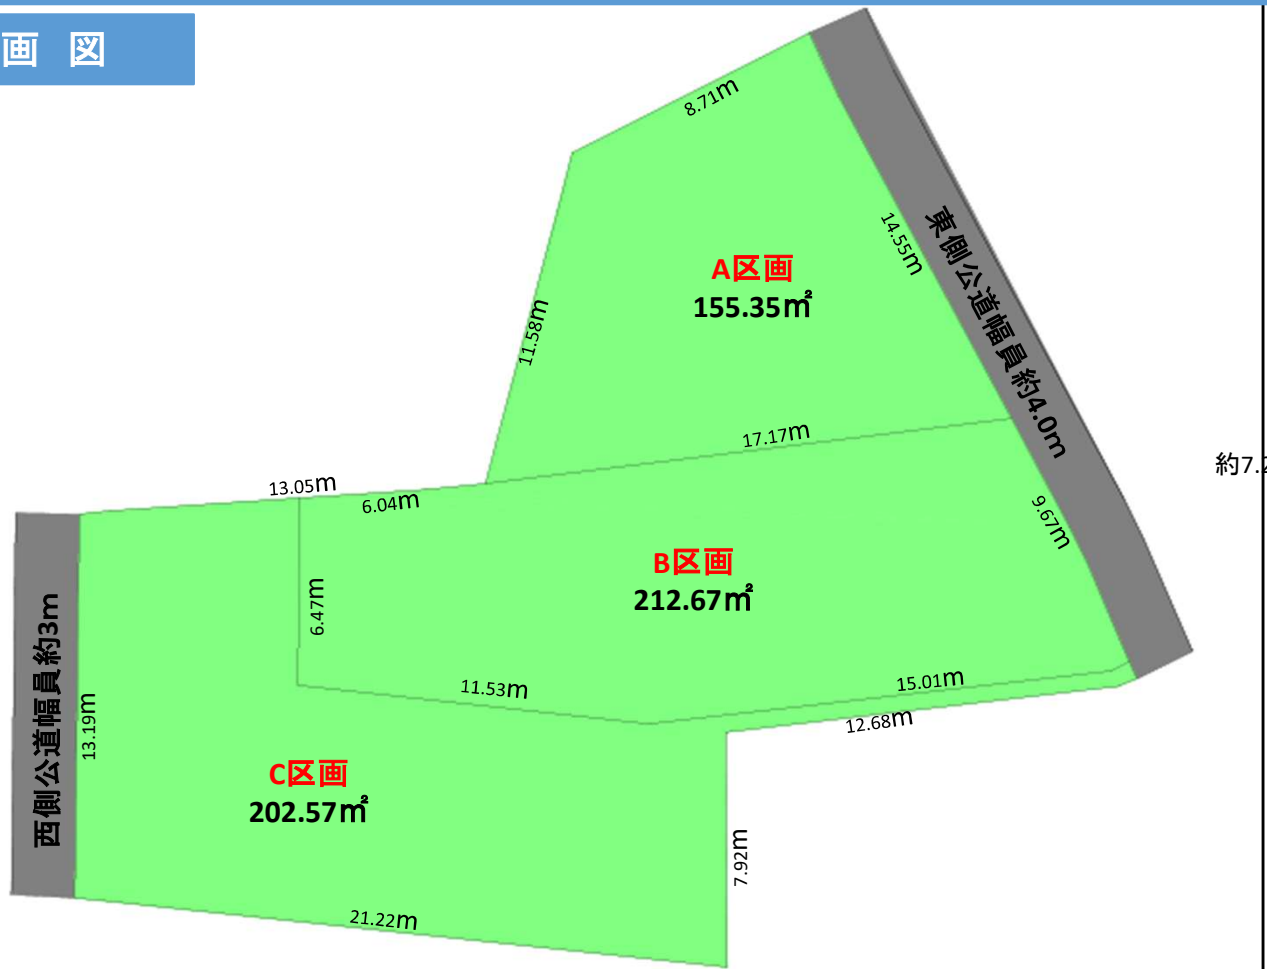 画 図
8.71m
14.55m
東側公道幅員約4.0m
A区画
155.35㎡
11.58m
17.17m
約7.2
13.05m
6.04m
9.67m
B区画
212.67㎡
6.47m
西側公道幅員約3m
13.19m
11.53m
15.01m
12.68m
C区画
202.57㎡
7.92m
21.22m